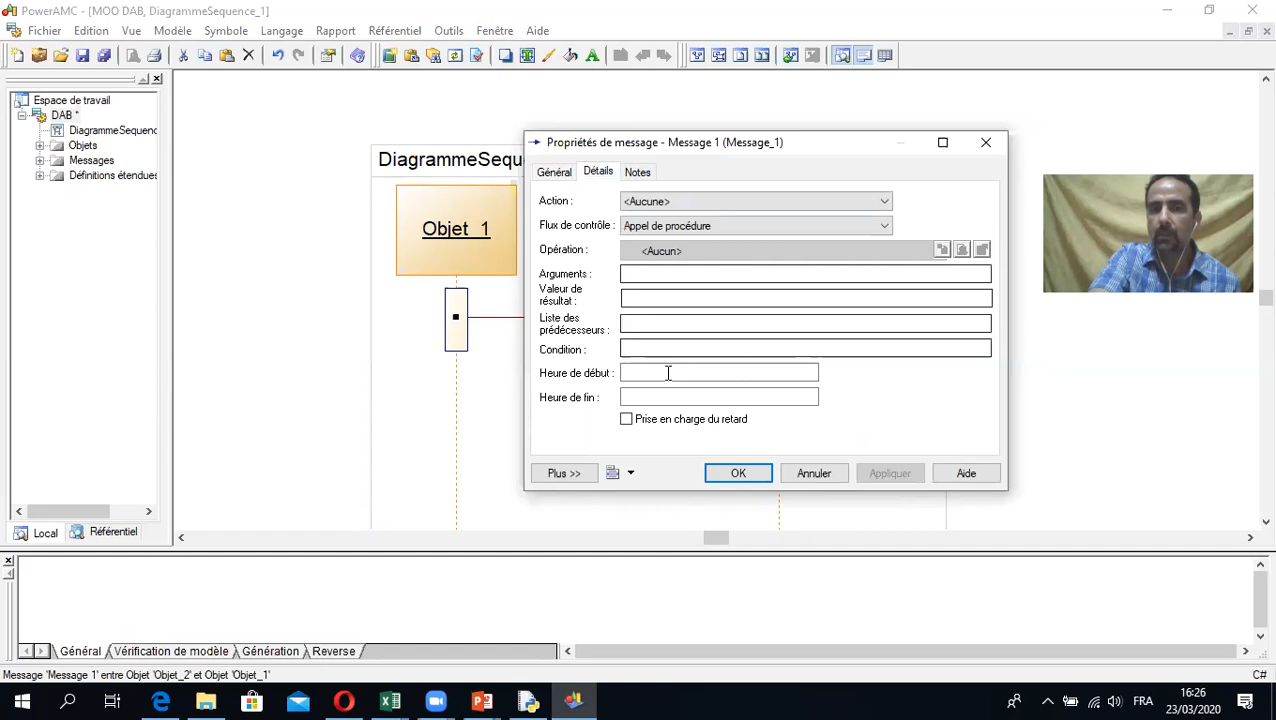 PowerAMC - [MOD DAB, DiagrammeSequence_1]
Fichier Edition Vue Modèle Symbole Langage Rapport Référentiel Outils Fenêtre Aide
Espace de travail
DAB *
DiagrammeSequenc
Objets
Messages
Définitions étendues
Local Référentiel
DiagrammeSequ
Objet_1
Propriétés de message - Message 1 (Message_1)
Général Détails Notes
Action : <Aucune>
Flux de contrôle : Appel de procédure
Opération : <Aucun>
Arguments :
Valeur de
résultat :
Liste des
prédécesseurs :
Condition :
Heure de début :
Heure de fin :
Prise en charge du retard
Plus >> OK Annuler Appliquer Aide
Général Vérification de modèle Génération Reverse
Message 'Message 1' entre Objet 'Objet_2' et Objet 'Objet_1' C#
FRA 16:26
23/03/2020